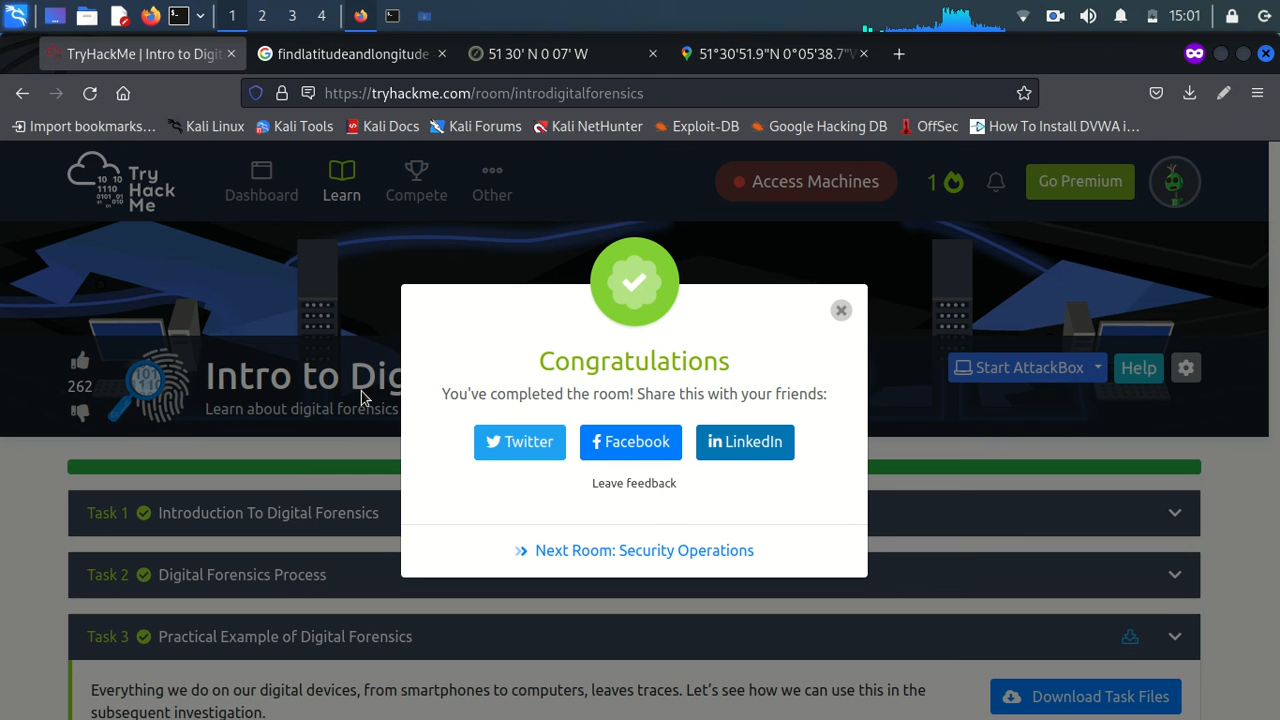 1 2 3 4 15:01
TryHackMe | Intro to Digit
findlatitudeandlongitude
51 30' N 0 07' W
51°30'51.9"N 0°05'38.7"W
https://tryhackme.com/room/introdigitalforensics
Import bookmarks...
Kali Linux
Kali Tools
Kali Docs
Kali Forums
Kali NetHunter
Exploit-DB
Google Hacking DB
OffSec
How To Install DVWA i...
10 10
1110
0101 01
010
Try
Hack
Me
Dashboard
Learn
Compete
Other
Access Machines
1
Go Premium
262
Intro to Dig
Learn about digital forensics
Start AttackBox
Help
Congratulations
You've completed the room! Share this with your friends:
Twitter
Facebook
LinkedIn
Leave feedback
Next Room: Security Operations
Task 1 Introduction To Digital Forensics
Task 2 Digital Forensics Process
Task 3 Practical Example of Digital Forensics
Everything we do on our digital devices, from smartphones to computers, leaves traces. Let's see how we can use this in the
subsequent investigation.
Download Task Files